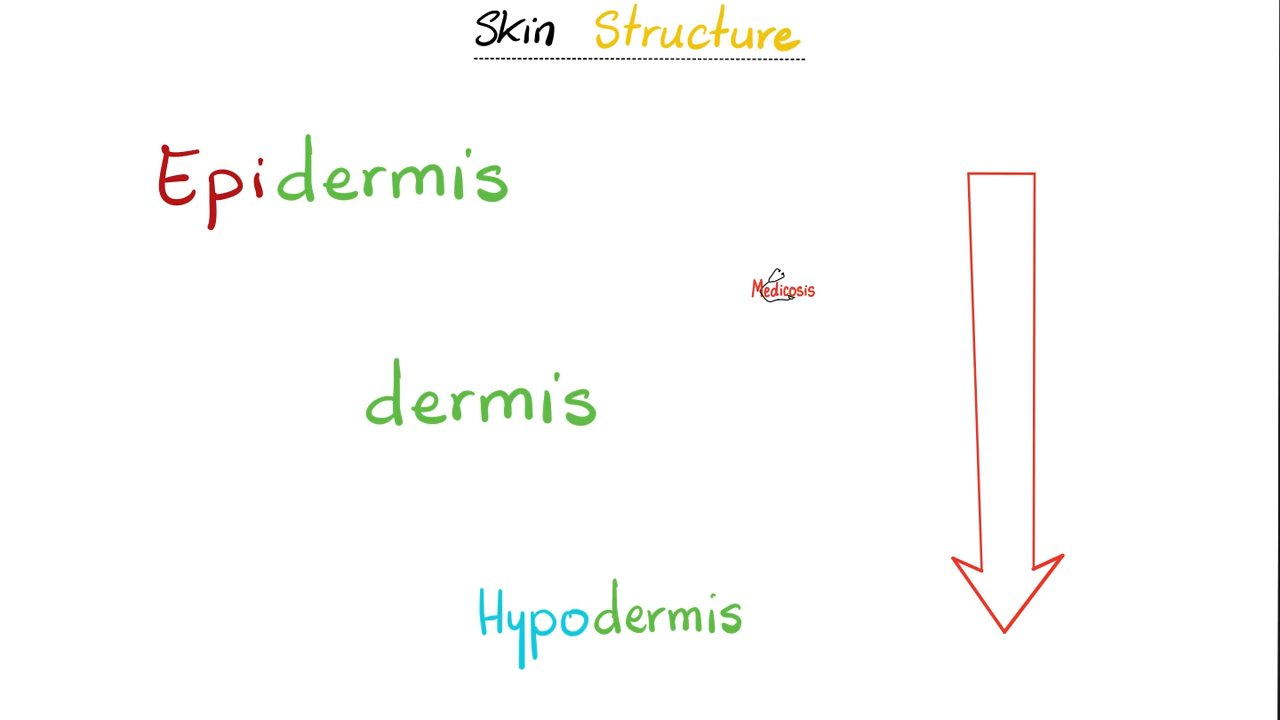 Skin Structure
Epidermis
Medicosis
dermis
Hypodermis